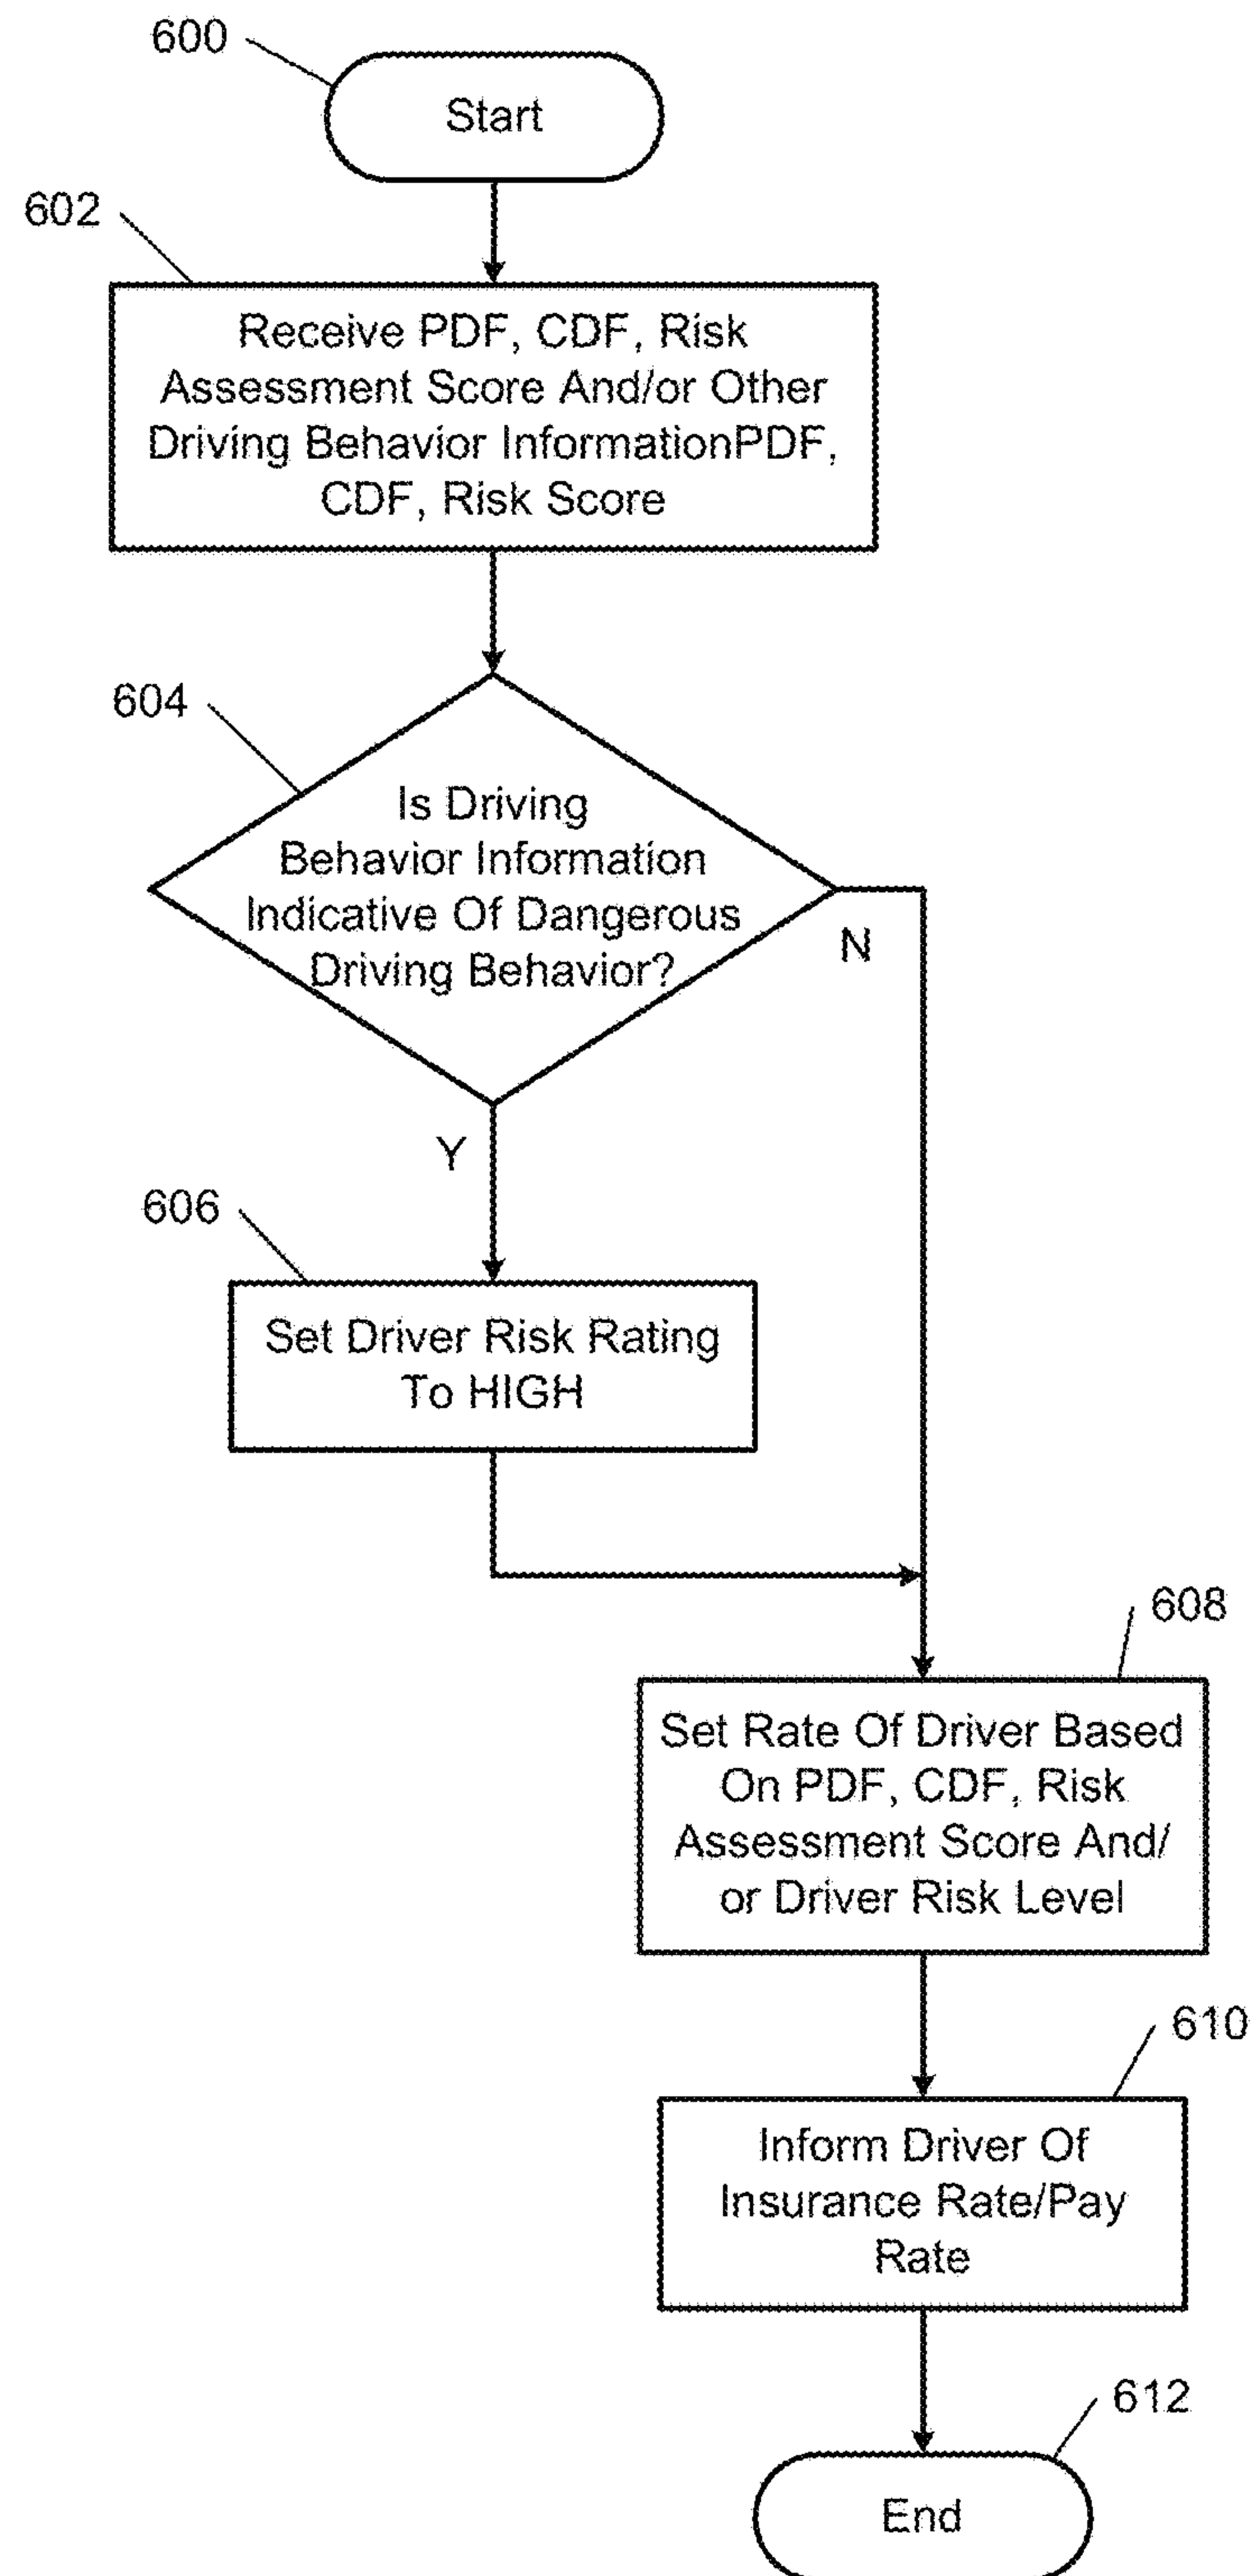 600
Start
602
Receive PDF, CDF, Risk
Assessment Score And/or Other
Driving Behavior InformationPDF,
CDF, Risk Score
604
Is Driving
Behavior Information
Indicative Of Dangerous
Driving Behavior?
N
Y
606
Set Driver Risk Rating
To HIGH
608
Set Rate Of Driver Based
On PDF, CDF, Risk
Assessment Score And/
or Driver Risk Level
610
Inform Driver Of
Insurance Rate/Pay
Rate
612
End